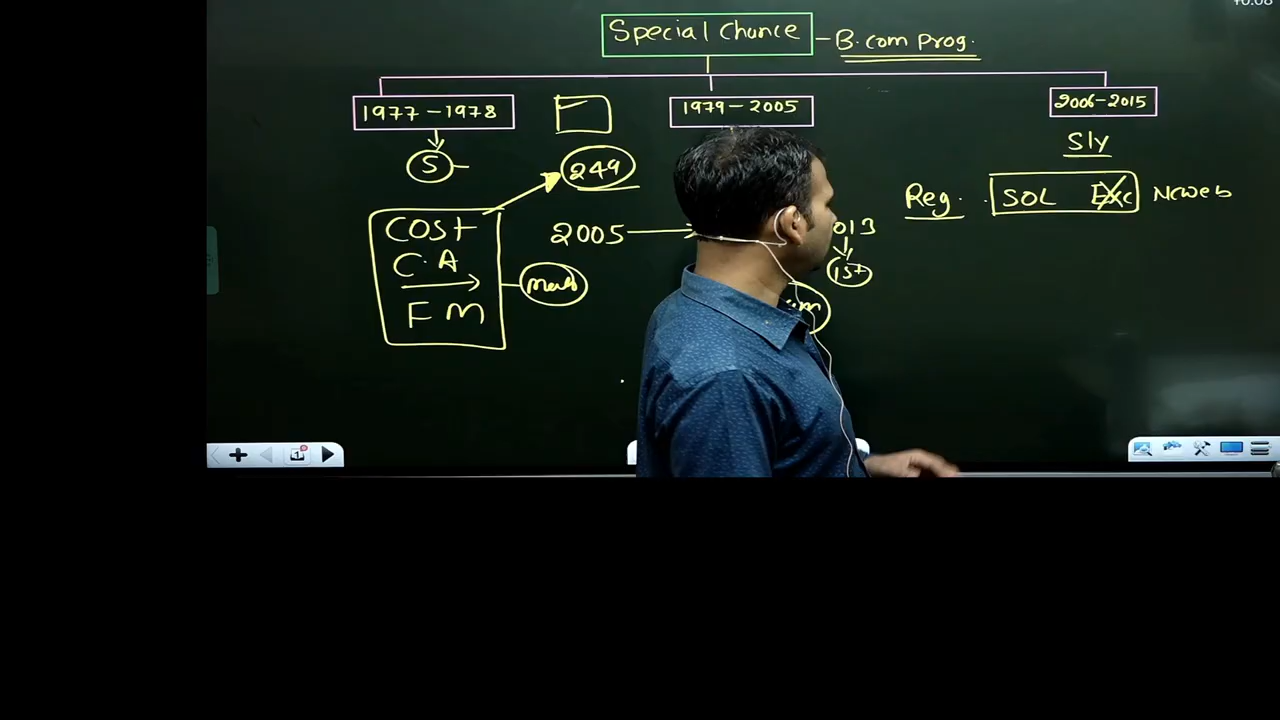 Special Chance - B.com Prog.
1977-1978
1979-2005
2006-2015
S
249
Sly
Reg. SOL Exc NCWeb
Cost
C.A
FM
2005
013
1st